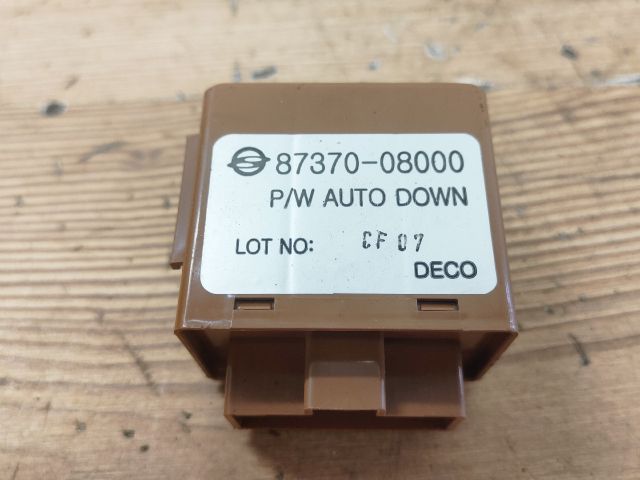 87370-08000
P/W AUTO DOWN
LOT NO: CF 07
DECO